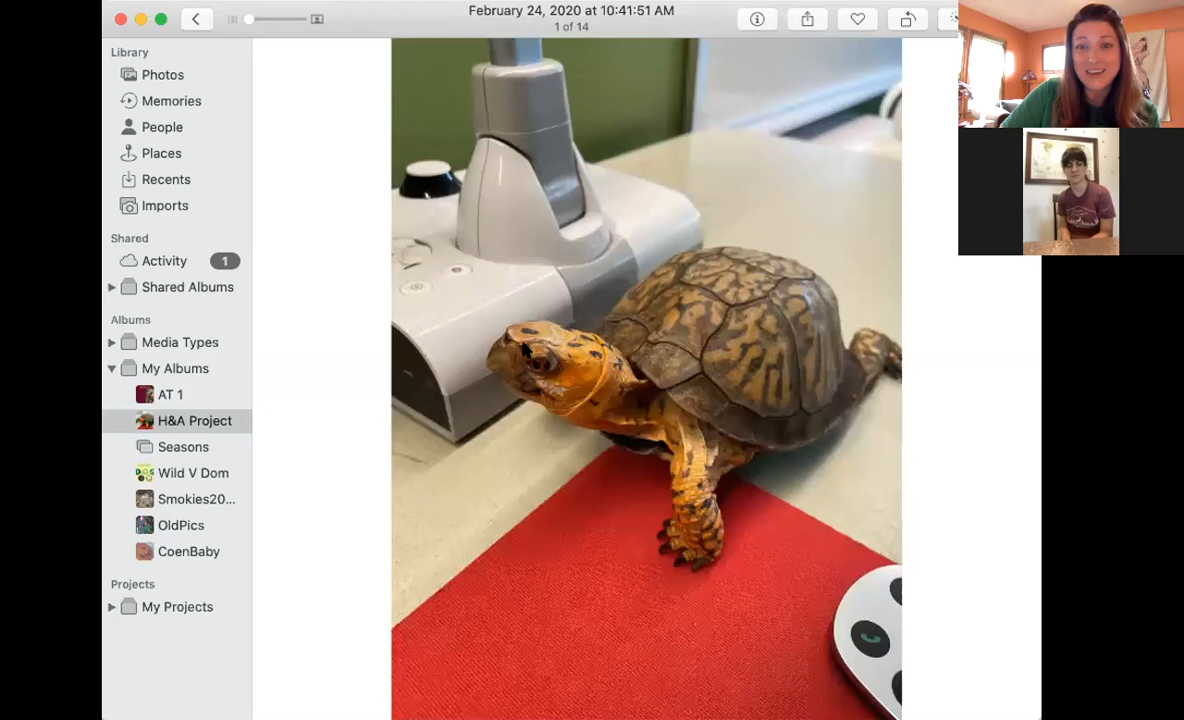 February 24, 2020 at 10:41:51 AM
1 of 14
Library
Photos
Memories
People
Places
Recents
Imports
Shared
Activity 1
Shared Albums
Albums
Media Types
My Albums
AT 1
H&A Project
Seasons
Wild V Dom
Smokies20...
OldPics
CoenBaby
Projects
My Projects